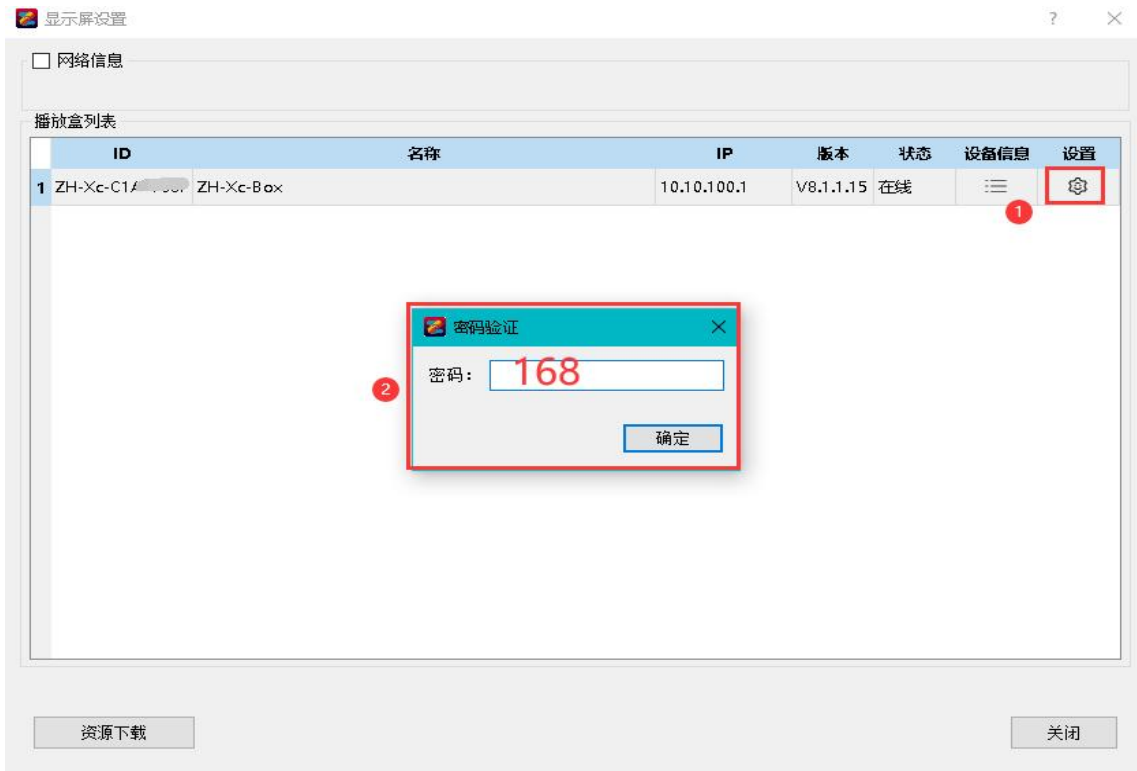 显示屏设置
网络信息
播放盒列表
ID 名称 IP 版本 状态 设备信息 设置
1 ZH-Xc-C1A ZH-Xc-Box 10.10.100.1 V8.1.1.15 在线
1
密码验证
2 密码: 168
确定
资源下载 关闭